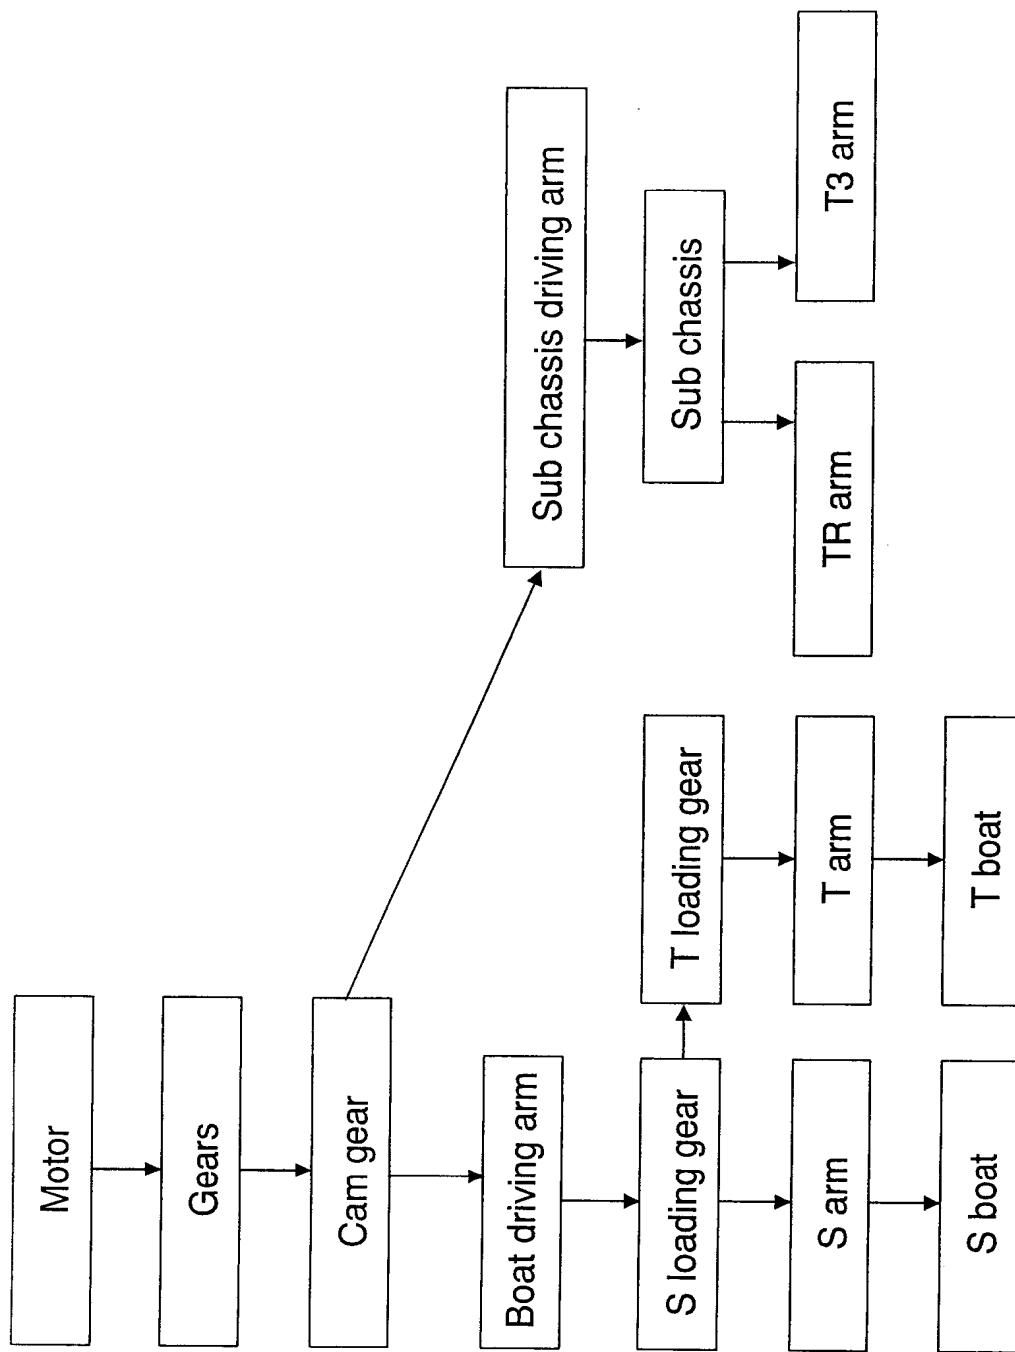 Motor
Gears
Cam gear
Boat driving arm
Sub chassis driving arm
S loading gear
T loading gear
Sub chassis
S arm
T arm
TR arm
T3 arm
S boat
T boat